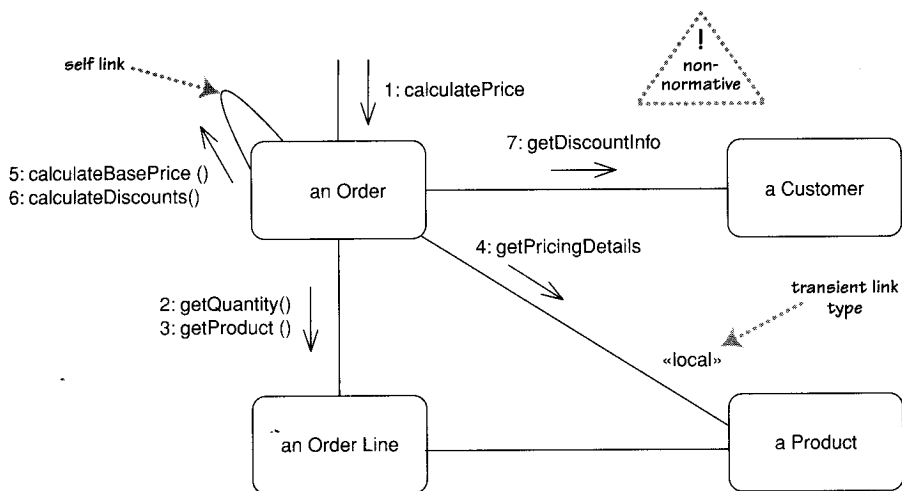 !
non-
normative
self link
1: calculatePrice
7: getDiscountInfo
5: calculateBasePrice ()
6: calculateDiscounts()
an Order
a Customer
4: getPricingDetails
2: getQuantity()
3: getProduct ()
transient link
type
«local»
an Order Line
a Product